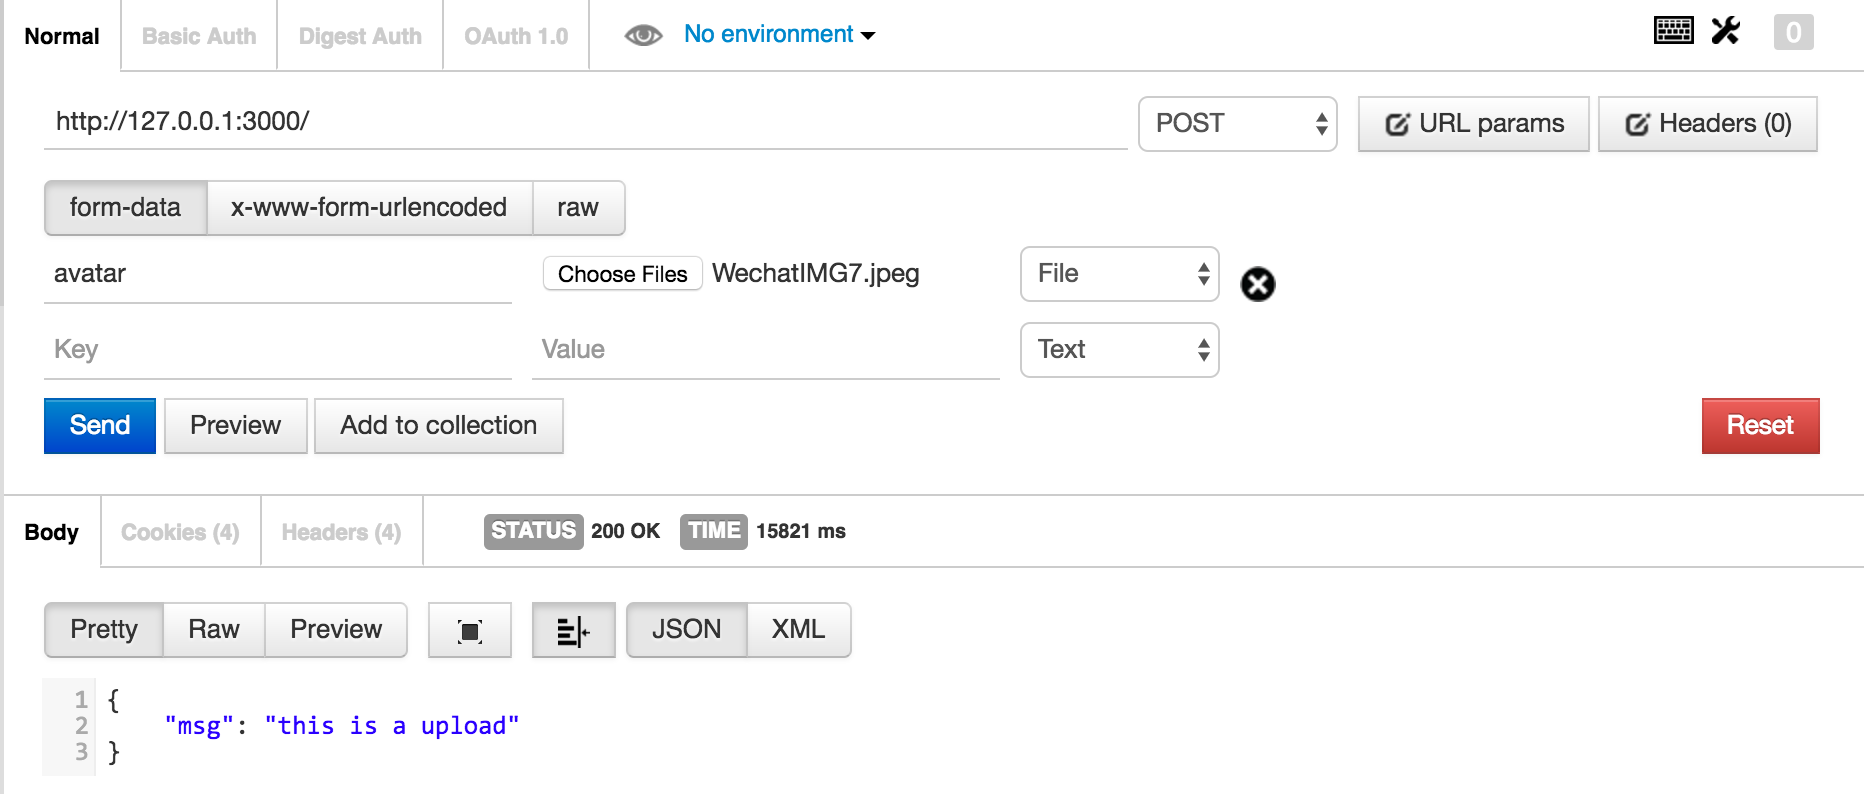 Normal Basic Auth Digest Auth OAuth 1.0 No environment 0
http://127.0.0.1:3000/ POST URL params Headers (0)
form-data x-www-form-urlencoded raw
avatar Choose Files WechatIMG7.jpeg File
Key Value Text
Send Preview Add to collection Reset
Body Cookies (4) Headers (4) STATUS 200 OK TIME 15821 ms
Pretty Raw Preview JSON XML
1 {
2 "msg": "this is a upload"
3 }